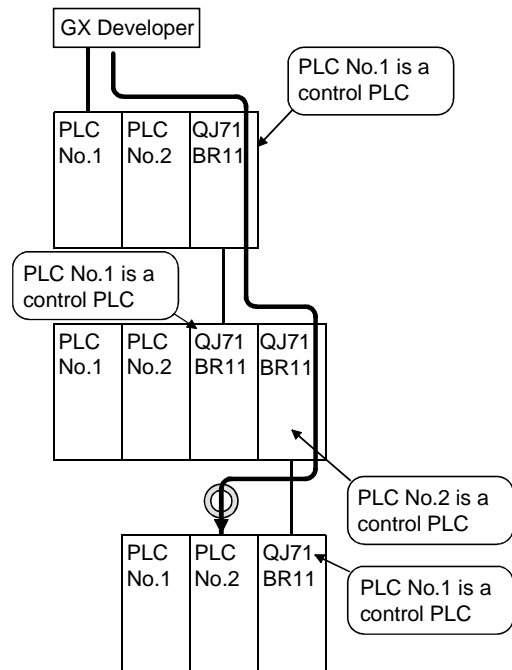 GX Developer
PLC No.1 is a
control PLC
PLC
No.1
PLC
No.2
QJ71
BR11
PLC No.1 is a
control PLC
PLC
No.1
PLC
No.2
QJ71
BR11
QJ71
BR11
PLC No.2 is a
control PLC
PLC
No.1
PLC
No.2
QJ71
BR11
PLC No.1 is a
control PLC